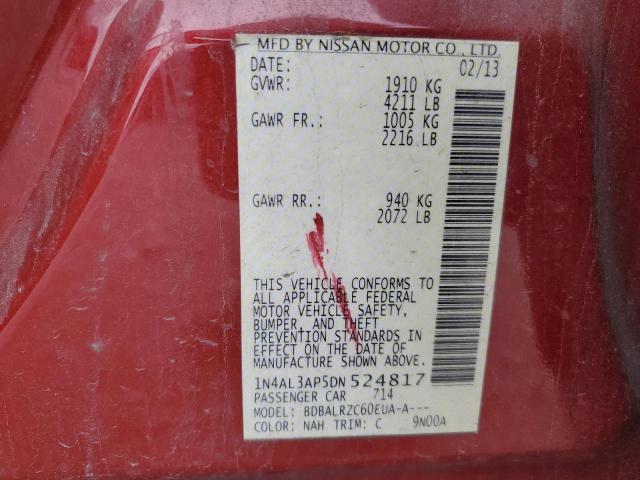 MFD BY NISSAN MOTOR CO., LTD.
DATE: 02/13
GVWR: 1910 KG
4211 LB
GAWR FR.: 1005 KG
2216 LB
GAWR RR.: 940 KG
2072 LB
THIS VEHICLE CONFORMS TO
ALL APPLICABLE FEDERAL
MOTOR VEHICLE SAFETY,
BUMPER, AND THEFT
PREVENTION STANDARDS IN
EFFECT ON THE DATE OF
MANUFACTURE SHOWN ABOVE.
1N4AL3AP5DN 524817
PASSENGER CAR 714
MODEL: BDBALRZC60EUA-A---
COLOR: NAH TRIM: C 9N00A